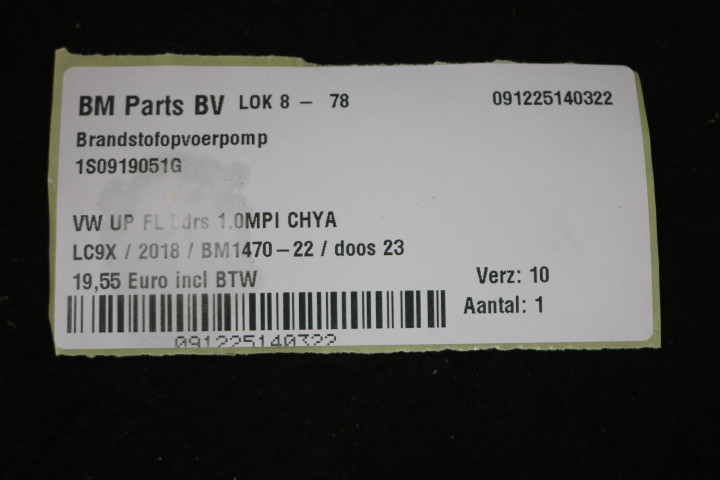 BM Parts BV LOK 8 - 78 091225140322
Brandstofopvoerpomp
1S0919051G
VW UP FL drs 1.0MPI CHYA
LC9X / 2018 / BM1470-22 / doos 23
19,55 Euro incl BTW Verz: 10
Aantal: 1
091225140322